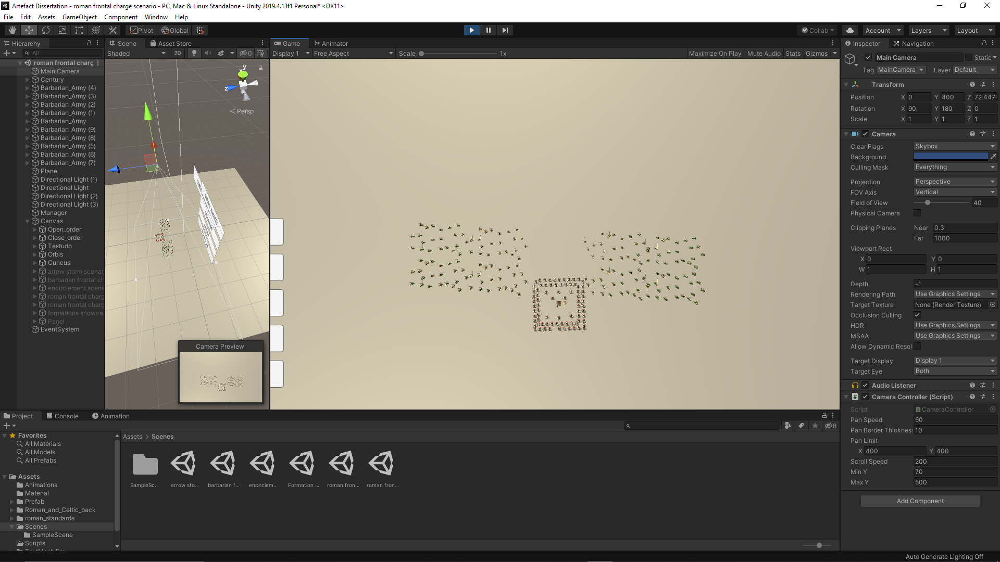 Artefact Dissertation - roman frontal charge scenario - PC, Mac & Linux Standalone - Unity 2019.4.13f1 Personal* <DX11>
File Edit Assets GameObject Component Window Help
Pivot Global Collab Account Layers Layout
Hierarchy
All
roman frontal charg
Main Camera
Century
Barbarian_Army (4)
Barbarian_Army (3)
Barbarian_Army (2)
Barbarian_Army (1)
Barbarian_Army
Barbarian_Army (9)
Barbarian_Army (8)
Barbarian_Army (5)
Barbarian_Army (6)
Barbarian_Army (7)
Plane
Directional Light (1)
Directional Light
Directional Light (2)
Directional Light (3)
Manager
Canvas
Open_order
Close_order
Testudo
Orbis
Cuneus
arrow storm scenar
barbarian frontal ch
encirclement scena
roman frontal charg
roman frontal charg
formations showca
Panel
EventSystem
Scene Asset Store
Shaded 2D 0
y
z
Persp
Camera Preview
Game Animator
Display 1 Free Aspect Scale 1x Maximize On Play Mute Audio Stats Gizmos
Inspector Navigation
Main Camera Static
Tag MainCamera Layer Default
Transform
Position X 0 Y 400 Z 72.447
Rotation X 90 Y 180 Z 0
Scale X 1 Y 1 Z 1
Camera
Clear Flags Skybox
Background
Culling Mask Everything
Projection Perspective
FOV Axis Vertical
Field of View 40
Physical Camera
Clipping Planes Near 0.3
Far 1000
Viewport Rect
X 0 Y 0
W 1 H 1
Depth -1
Rendering Path Use Graphics Settings
Target Texture None (Render Texture)
Occlusion Culling
HDR Use Graphics Settings
MSAA Use Graphics Settings
Allow Dynamic Resol
Target Display Display 1
Target Eye Both
Audio Listener
Camera Controller (Script)
Script CameraController
Pan Speed 50
Pan Border Thickness 10
Pan Limit
X 400 Y 400
Scroll Speed 200
Min Y 70
Max Y 500
Add Component
Project Console Animation
8
Favorites
All Materials
All Models
All Prefabs
Assets
Animations
Material
Prefab
Roman_and_Celtic_pack
roman_standards
Scenes
SampleScene
Scripts
Assets > Scenes
SampleSc... arrow sto... barbarian f... encirclem... Formation ... roman fron... roman fron...
Auto Generate Lighting Off